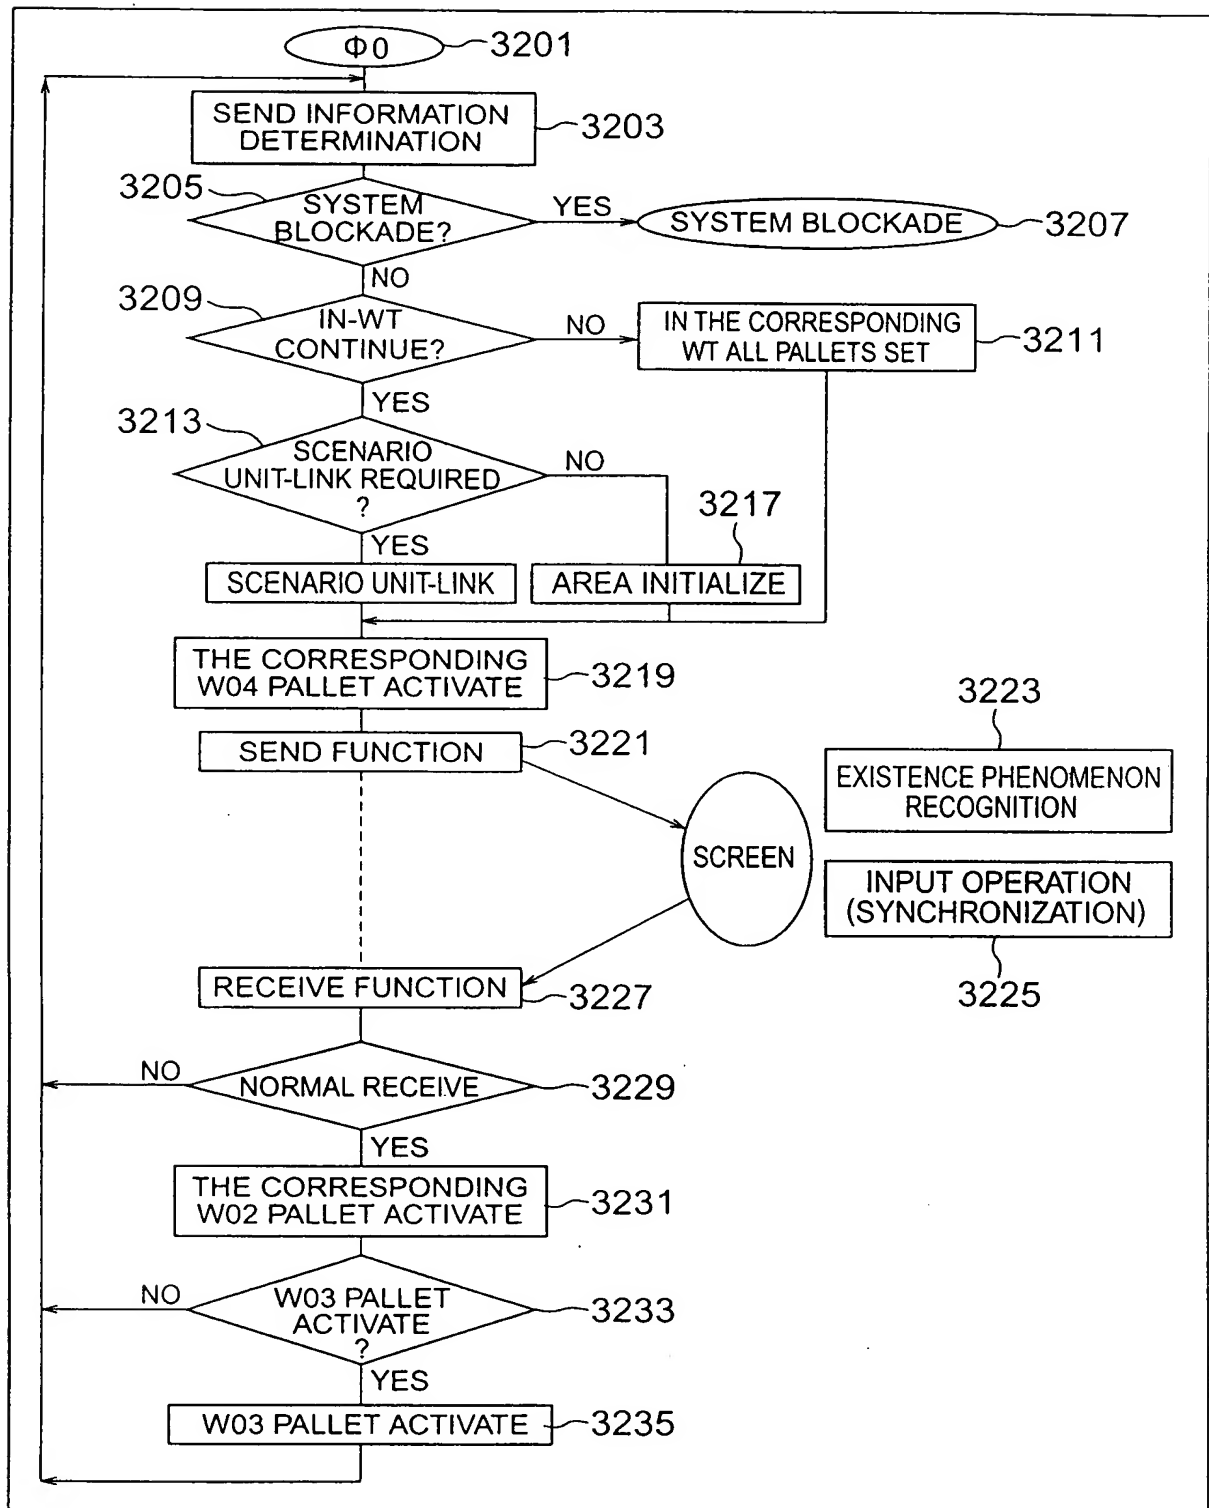 Φ0
3201
SEND INFORMATION
DETERMINATION
3203
3205
SYSTEM
BLOCKADE?
YES
SYSTEM BLOCKADE
3207
NO
3209
IN-WT
CONTINUE?
NO
IN THE CORRESPONDING
WT ALL PALLETS SET
3211
YES
3213
SCENARIO
UNIT-LINK REQUIRED
?
NO
3217
YES
SCENARIO UNIT-LINK
AREA INITIALIZE
THE CORRESPONDING
W04 PALLET ACTIVATE
3219
SEND FUNCTION
3221
3223
EXISTENCE PHENOMENON
RECOGNITION
SCREEN
INPUT OPERATION
(SYNCHRONIZATION)
3225
RECEIVE FUNCTION
3227
NO
NORMAL RECEIVE
3229
YES
THE CORRESPONDING
W02 PALLET ACTIVATE
3231
NO
W03 PALLET
ACTIVATE
?
3233
YES
W03 PALLET ACTIVATE
3235